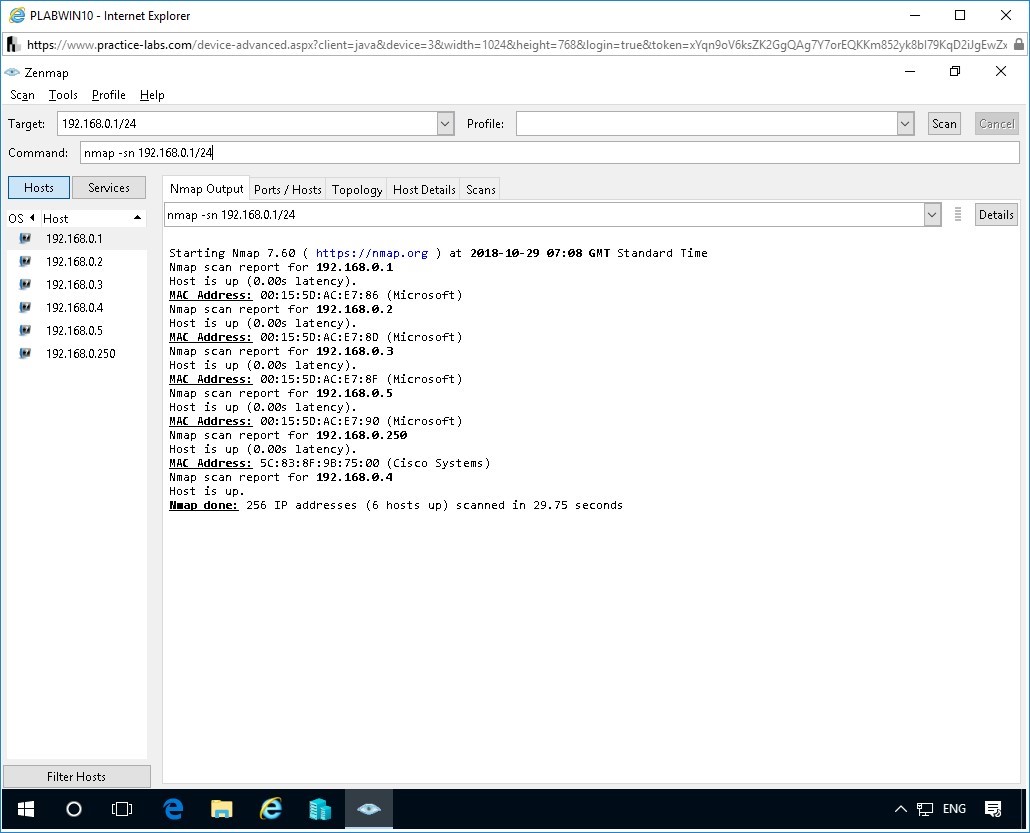 PLABWIN10 - Internet Explorer
https://www.practice-labs.com/device-advanced.aspx?client=java&device=3&width=1024&height=768&login=true&token=xYqn9oV6ksZK2GgQAg7Y7orEQKKm852yk8bl79KqD2iJgEwZx
Zenmap
Scan Tools Profile Help
Target: 192.168.0.1/24 Profile: Scan Cancel
Command: nmap -sn 192.168.0.1/24
Hosts Services Nmap Output Ports / Hosts Topology Host Details Scans
OS Host nmap -sn 192.168.0.1/24 Details
192.168.0.1
192.168.0.2
192.168.0.3
192.168.0.4
192.168.0.5
192.168.0.250
Starting Nmap 7.60 ( https://nmap.org ) at 2018-10-29 07:08 GMT Standard Time
Nmap scan report for 192.168.0.1
Host is up (0.00s latency).
MAC Address: 00:15:5D:AC:E7:86 (Microsoft)
Nmap scan report for 192.168.0.2
Host is up (0.00s latency).
MAC Address: 00:15:5D:AC:E7:8D (Microsoft)
Nmap scan report for 192.168.0.3
Host is up (0.00s latency).
MAC Address: 00:15:5D:AC:E7:8F (Microsoft)
Nmap scan report for 192.168.0.5
Host is up (0.00s latency).
MAC Address: 00:15:5D:AC:E7:90 (Microsoft)
Nmap scan report for 192.168.0.250
Host is up (0.00s latency).
MAC Address: 5C:83:8F:9B:75:00 (Cisco Systems)
Nmap scan report for 192.168.0.4
Host is up.
Nmap done: 256 IP addresses (6 hosts up) scanned in 29.75 seconds
Filter Hosts
ENG